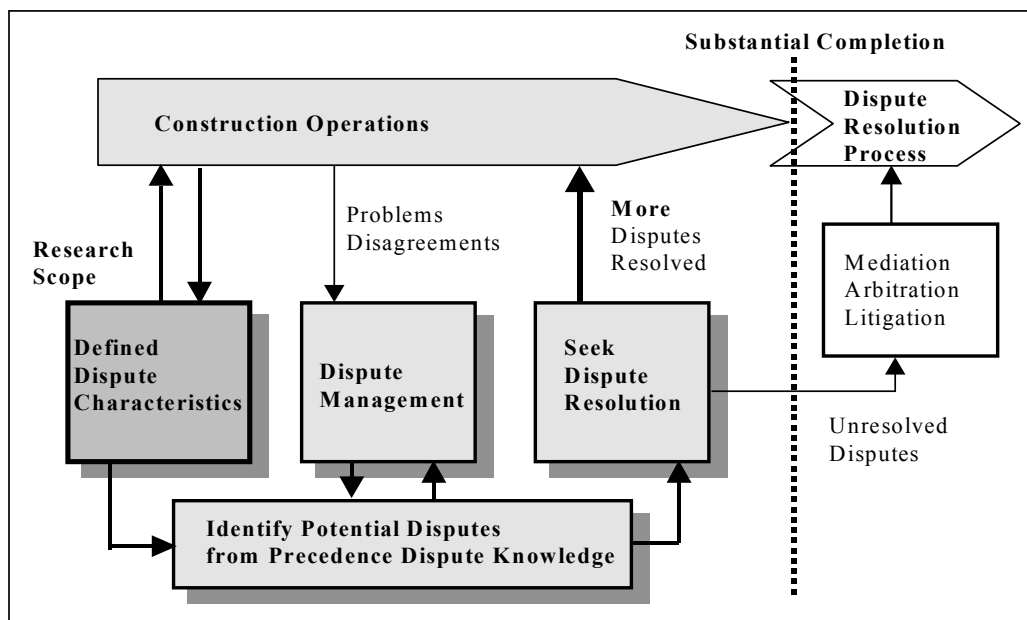 Substantial Completion
Construction Operations
Dispute
Resolution
Process
Research
Scope
Problems
Disagreements
More
Disputes
Resolved
Mediation
Arbitration
Litigation
Defined
Dispute
Characteristics
Dispute
Management
Seek
Dispute
Resolution
Unresolved
Disputes
Identify Potential Disputes
from Precedence Dispute Knowledge